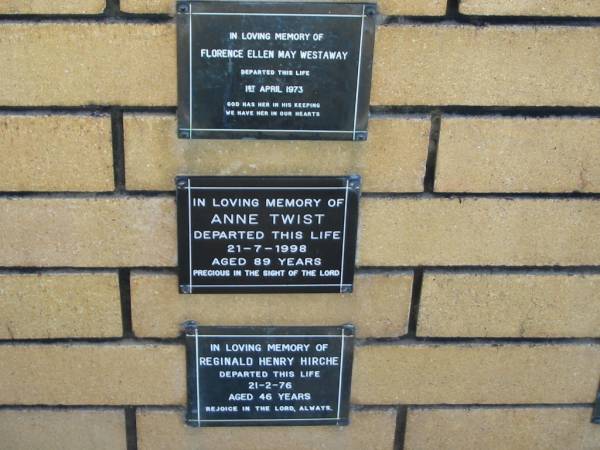 IN LOVING MEMORY OF
FLORENCE ELLEN MAY WESTAWAY
DEPARTED THIS LIFE
1ST APRIL 1973
GOD HAS HER IN HIS KEEPING
WE HAVE HER IN OUR HEARTS
IN LOVING MEMORY OF
ANNE TWIST
DEPARTED THIS LIFE
21-7-1998
AGED 89 YEARS
PRECIOUS IN THE SIGHT OF THE LORD
IN LOVING MEMORY OF
REGINALD HENRY HIRCHE
DEPARTED THIS LIFE
21-2-76
AGED 46 YEARS
REJOICE IN THE LORD, ALWAYS.